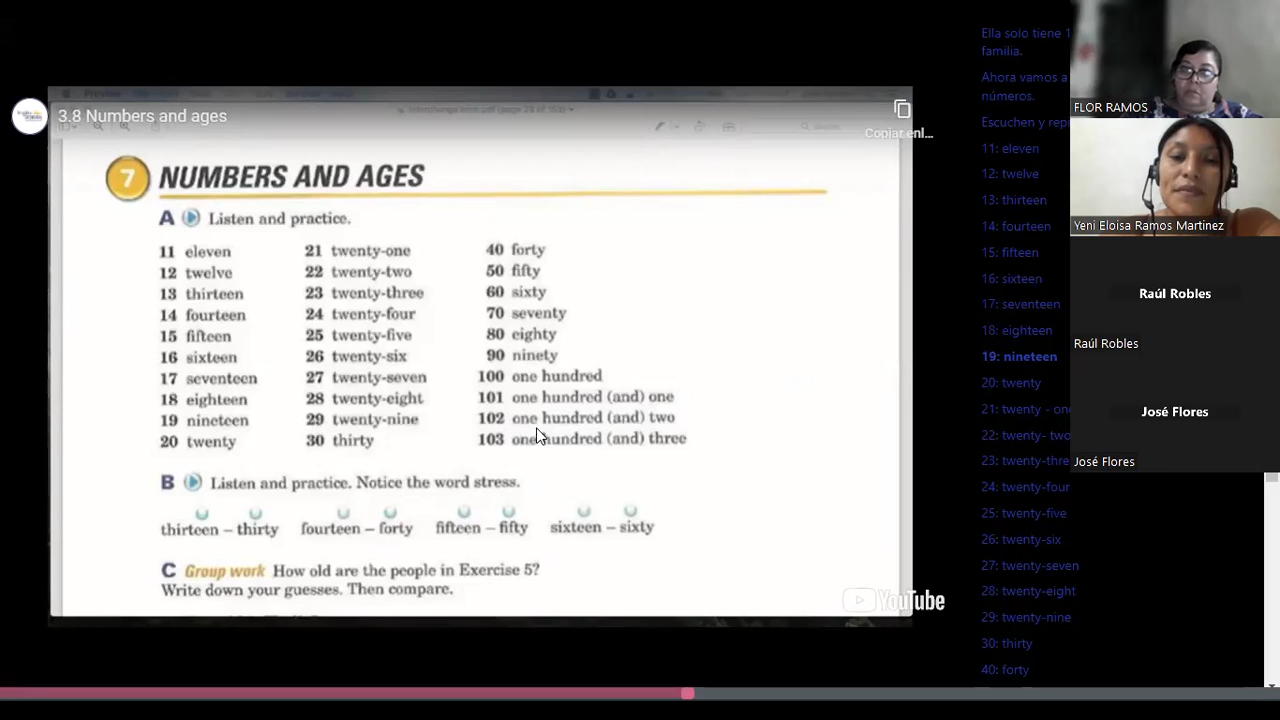 3.8 Numbers and ages
Copiar enl...
7 NUMBERS AND AGES
A Listen and practice.
11 eleven
12 twelve
13 thirteen
14 fourteen
15 fifteen
16 sixteen
17 seventeen
18 eighteen
19 nineteen
20 twenty
21 twenty-one
22 twenty-two
23 twenty-three
24 twenty-four
25 twenty-five
26 twenty-six
27 twenty-seven
28 twenty-eight
29 twenty-nine
30 thirty
40 forty
50 fifty
60 sixty
70 seventy
80 eighty
90 ninety
100 one hundred
101 one hundred (and) one
102 one hundred (and) two
103 one hundred (and) three
B Listen and practice. Notice the word stress.
thirteen – thirty fourteen – forty fifteen – fifty sixteen – sixty
C Group work How old are the people in Exercise 5?
Write down your guesses. Then compare.
YouTube
Ella solo tiene 1
familia.
Ahora vamos a
números.
Escuchen y rep
11: eleven
12: twelve
13: thirteen
14: fourteen
15: fifteen
16: sixteen
17: seventeen
18: eighteen
19: nineteen
20: twenty
21: twenty - one
22: twenty- two
23: twenty-thre
24: twenty-four
25: twenty-five
26: twenty-six
27: twenty-seven
28: twenty-eight
29: twenty-nine
30: thirty
40: forty
FLOR RAMOS
Yeni Eloisa Ramos Martinez
Raúl Robles
Raúl Robles
José Flores
José Flores